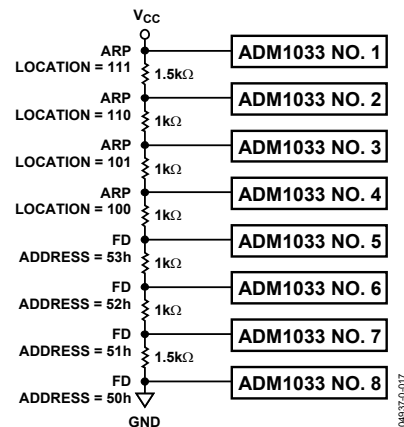 VCC
ARP
LOCATION = 111
ADM1033 NO. 1
1.5kΩ
ARP
LOCATION = 110
ADM1033 NO. 2
1kΩ
ARP
LOCATION = 101
ADM1033 NO. 3
1kΩ
ARP
LOCATION = 100
ADM1033 NO. 4
1kΩ
FD
ADDRESS = 53h
ADM1033 NO. 5
1kΩ
FD
ADDRESS = 52h
ADM1033 NO. 6
1kΩ
FD
ADDRESS = 51h
ADM1033 NO. 7
1.5kΩ
FD
ADDRESS = 50h
ADM1033 NO. 8
GND
04937-0-017